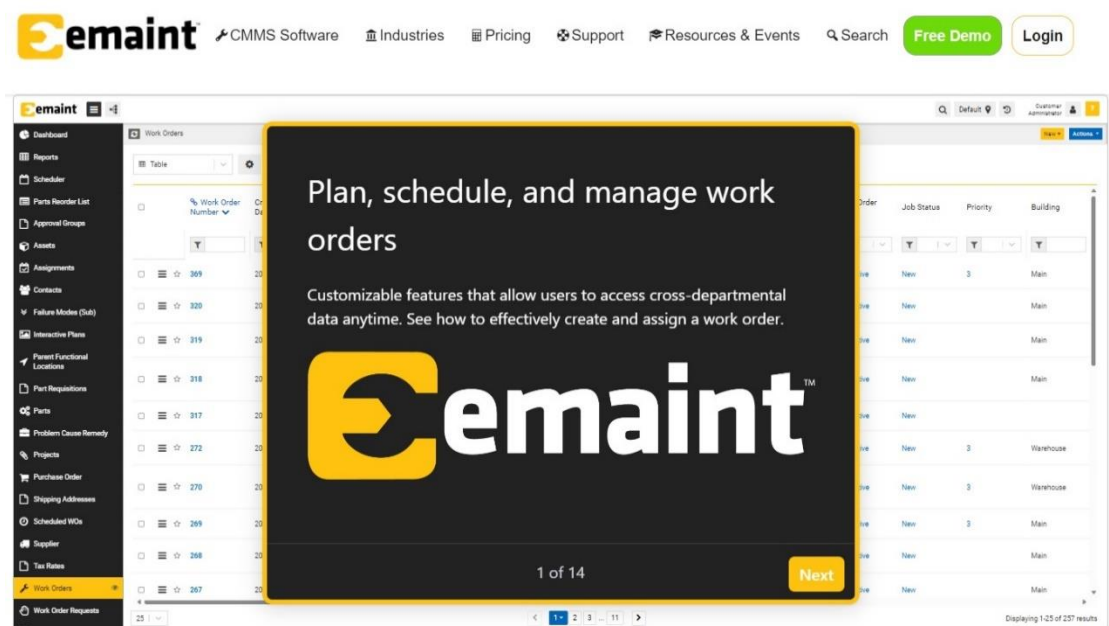 emaint
CMMS Software
Industries
Pricing
Support
Resources & Events
Search
Free Demo
Login
emaint
Default
Customer
Administrator
Dashboard
Reports
Scheduler
Parts Reorder List
Approval Groups
Assets
Assignments
Contacts
Failure Modes (Sub)
Interactive Plans
Parent Functional
Locations
Part Requisitions
Parts
Problem Cause Remedy
Projects
Purchase Order
Shipping Addresses
Scheduled WOs
Supplier
Tax Rates
Work Orders
Work Order Requests
Work Orders
New
Actions
Table
Work Order
Number
Job Status
Priority
Building
369
New
3
Main
320
New
Main
319
New
Main
318
New
Main
317
New
272
New
3
Warehouse
270
New
3
Warehouse
269
New
3
Main
268
New
Main
267
New
Main
Plan, schedule, and manage work
orders
Customizable features that allow users to access cross-departmental
data anytime. See how to effectively create and assign a work order.
emaint™
1 of 14
Next
25
1 2 3 ... 11
Displaying 1-25 of 257 results